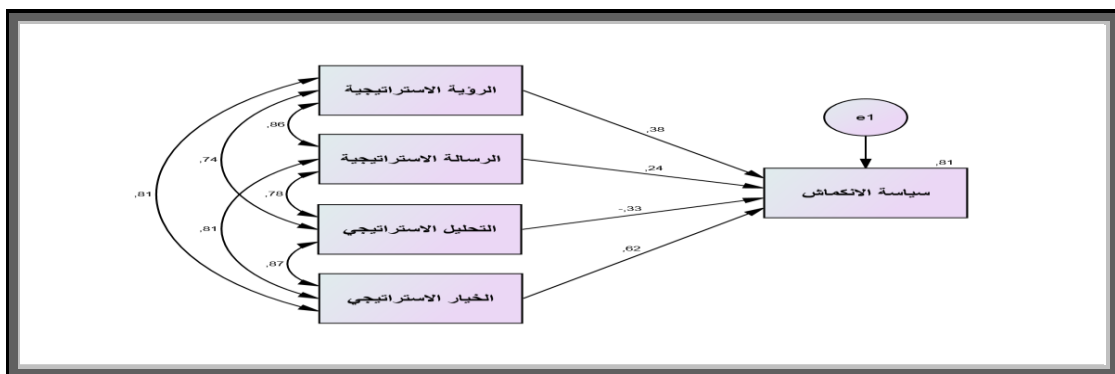 الرؤية الاستراتيجية
الرسالة الاستراتيجية
التحليل الاستراتيجي
الخيار الاستراتيجي
,86
,74
,78
,81
,81
,87
,38
,24
-,33
,62
e1
,81
سياسة الانكماش